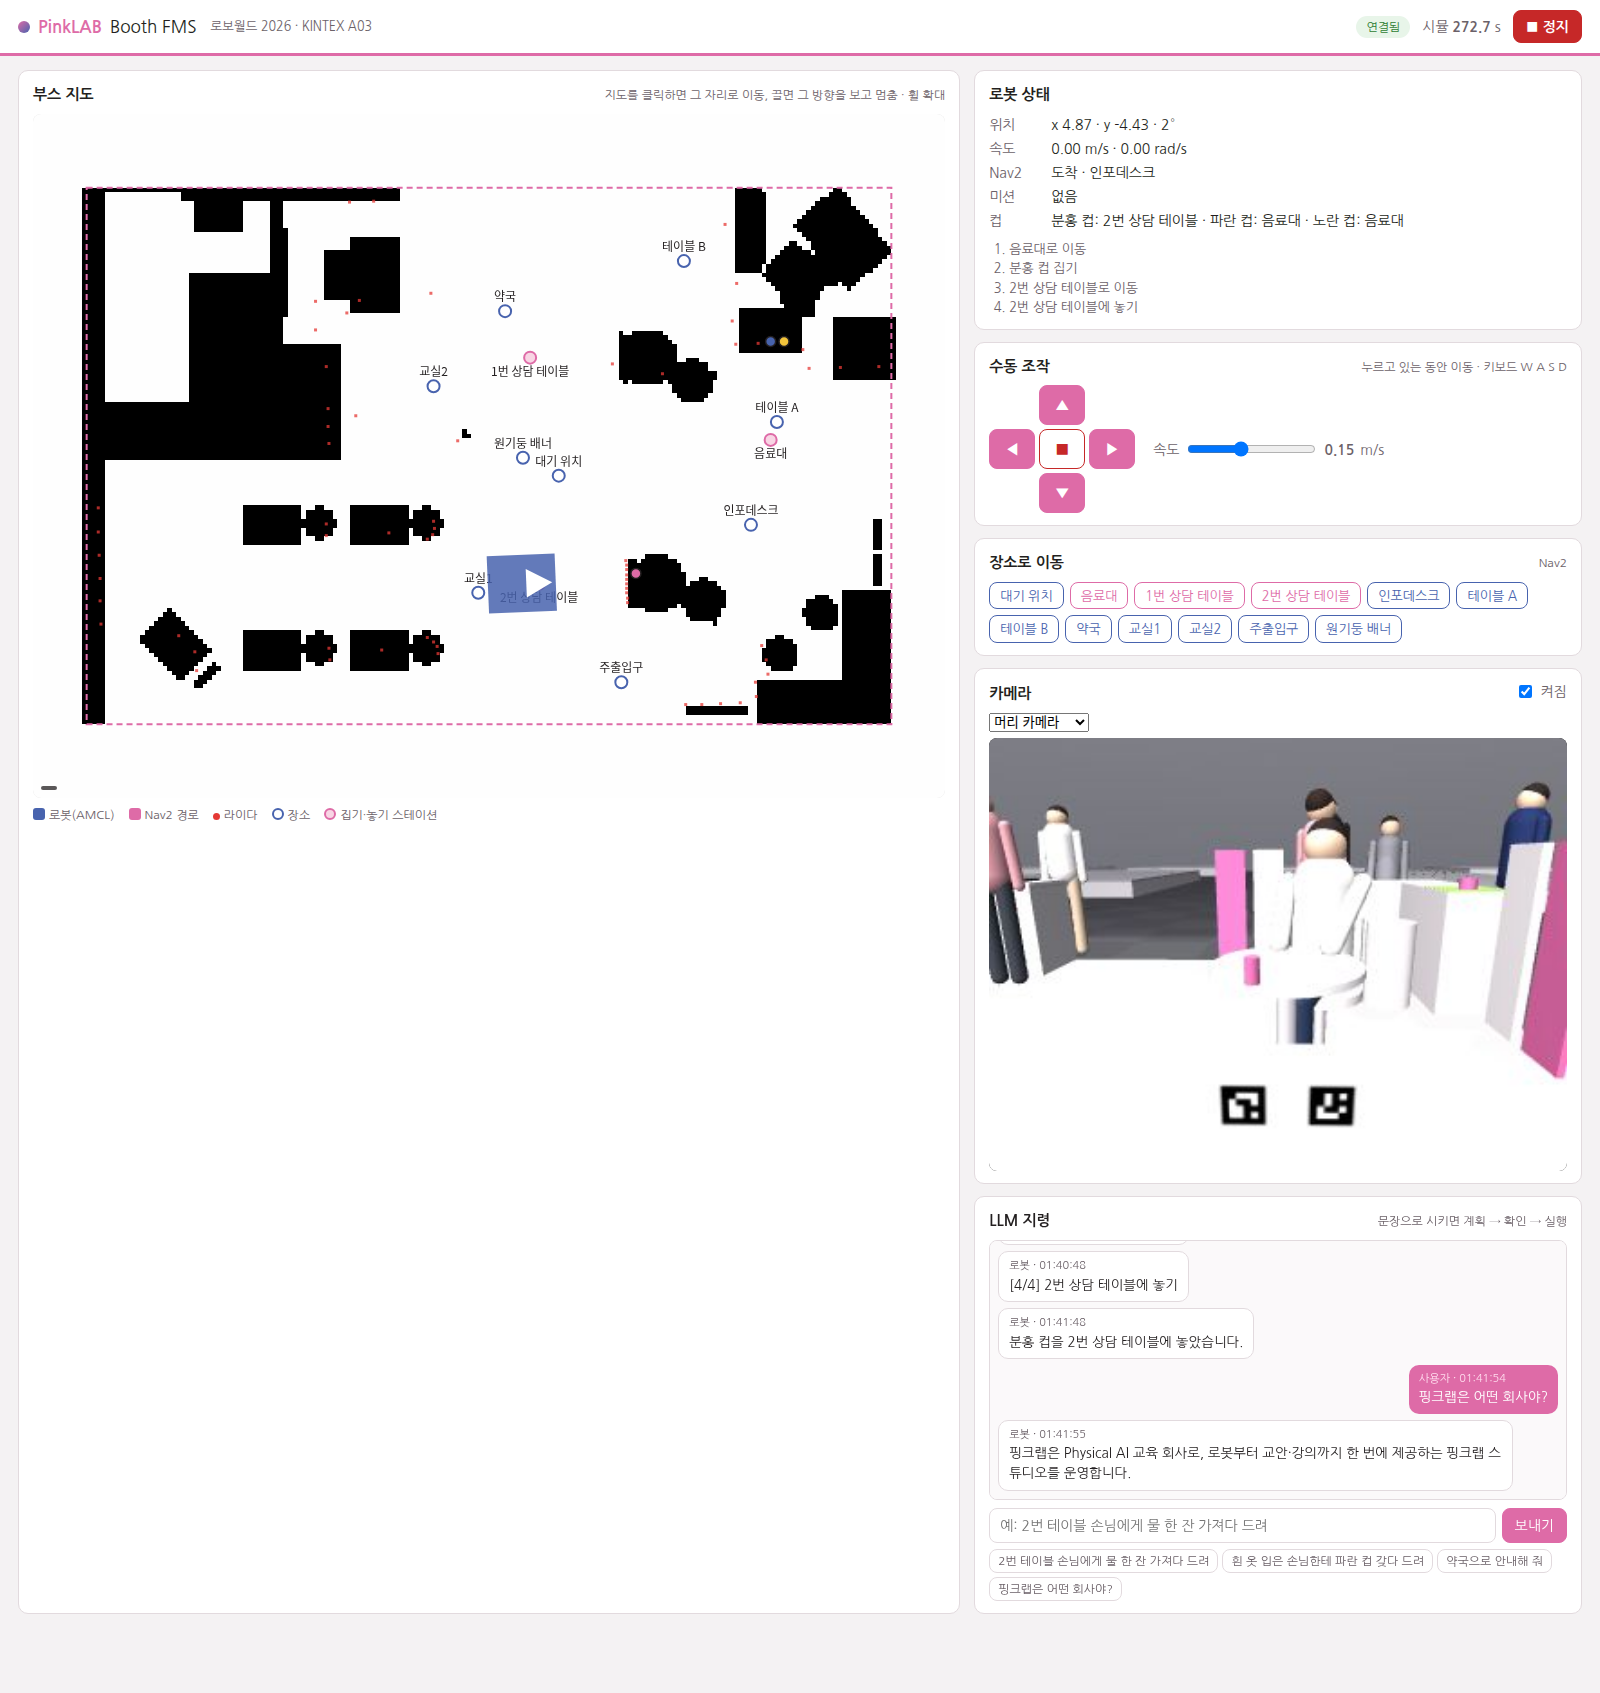 PinkLAB Booth FMS 로보월드 2026 · KINTEX A03
연결됨 시뮬 272.7 s ■ 정지
부스 지도
지도를 클릭하면 그 자리로 이동, 끌면 그 방향을 보고 멈춤 · 휠 확대
테이블 B
약국
1번 상담 테이블
교실2
테이블 A
원기둥 배너
음료대
대기 위치
인포데스크
교실1
2번 상담 테이블
주출입구
로봇(AMCL) Nav2 경로 라이다 장소 집기·놓기 스테이션
로봇 상태
위치 x 4.87 · y -4.43 · 2°
속도 0.00 m/s · 0.00 rad/s
Nav2 도착 · 인포데스크
미션 없음
컵 분홍 컵: 2번 상담 테이블 · 파란 컵: 음료대 · 노란 컵: 음료대
1. 음료대로 이동
2. 분홍 컵 집기
3. 2번 상담 테이블로 이동
4. 2번 상담 테이블에 놓기
수동 조작
누르고 있는 동안 이동 · 키보드 W A S D
속도 0.15 m/s
장소로 이동
Nav2
대기 위치 음료대 1번 상담 테이블 2번 상담 테이블 인포데스크 테이블 A
테이블 B 약국 교실1 교실2 주출입구 원기둥 배너
카메라
켜짐
머리 카메라
LLM 지령
문장으로 시키면 계획 → 확인 → 실행
로봇 · 01:40:48
[4/4] 2번 상담 테이블에 놓기
로봇 · 01:41:48
분홍 컵을 2번 상담 테이블에 놓았습니다.
사용자 · 01:41:54
핑크랩은 어떤 회사야?
로봇 · 01:41:55
핑크랩은 Physical AI 교육 회사로, 로봇부터 교안·강의까지 한 번에 제공하는 핑크랩 스
튜디오를 운영합니다.
예: 2번 테이블 손님에게 물 한 잔 가져다 드려
보내기
2번 테이블 손님에게 물 한 잔 가져다 드려 흰 옷 입은 손님한테 파란 컵 갖다 드려 약국으로 안내해 줘
핑크랩은 어떤 회사야?